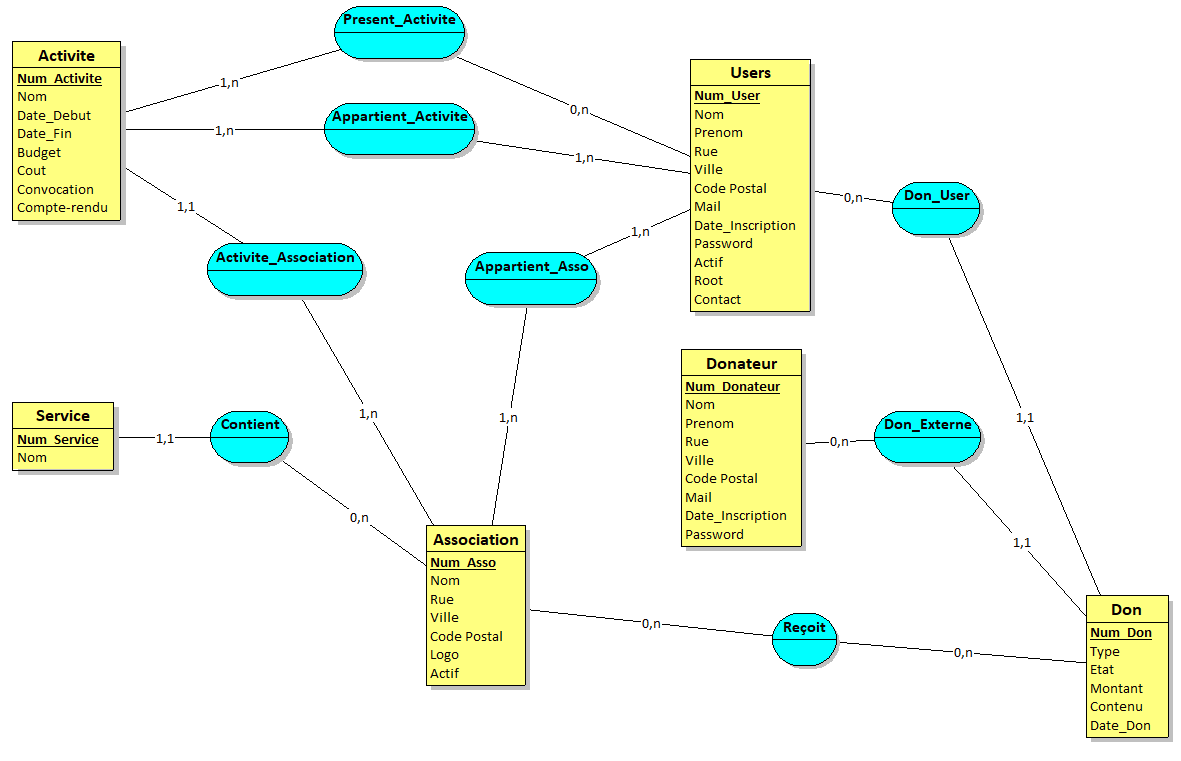 Present_Activite
Activite
Num_Activite
Nom
Date_Debut
Date_Fin
Budget
Cout
Convocation
Compte-rendu
1,n
0,n
Appartient_Activite
1,n
1,n
Users
Num_User
Nom
Prenom
Rue
Ville
Code Postal
Mail
Date_Inscription
Password
Actif
Root
Contact
0,n
Don_User
1,1
1,1
Activite_Association
1,n
1,n
Appartient_Asso
1,n
Donateur
Num_Donateur
Nom
Prenom
Rue
Ville
Code Postal
Mail
Date_Inscription
Password
0,n
Don_Externe
1,1
Service
Num_Service
Nom
1,1
Contient
0,n
Association
Num_Asso
Nom
Rue
Ville
Code Postal
Logo
Actif
0,n
Reçoit
0,n
Don
Num_Don
Type
Etat
Montant
Contenu
Date_Don